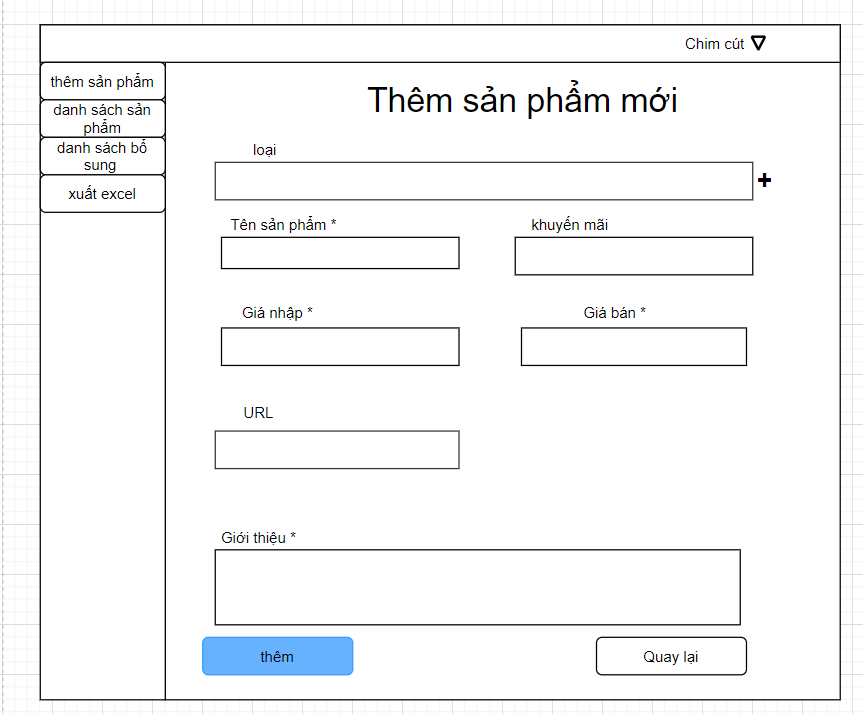 Chim cút
thêm sản phẩm
danh sách sản
phẩm
danh sách bổ
sung
xuất excel
Thêm sản phẩm mới
loại
Tên sản phẩm *
khuyến mãi
Giá nhập *
Giá bán *
URL
Giới thiệu *
thêm
Quay lại